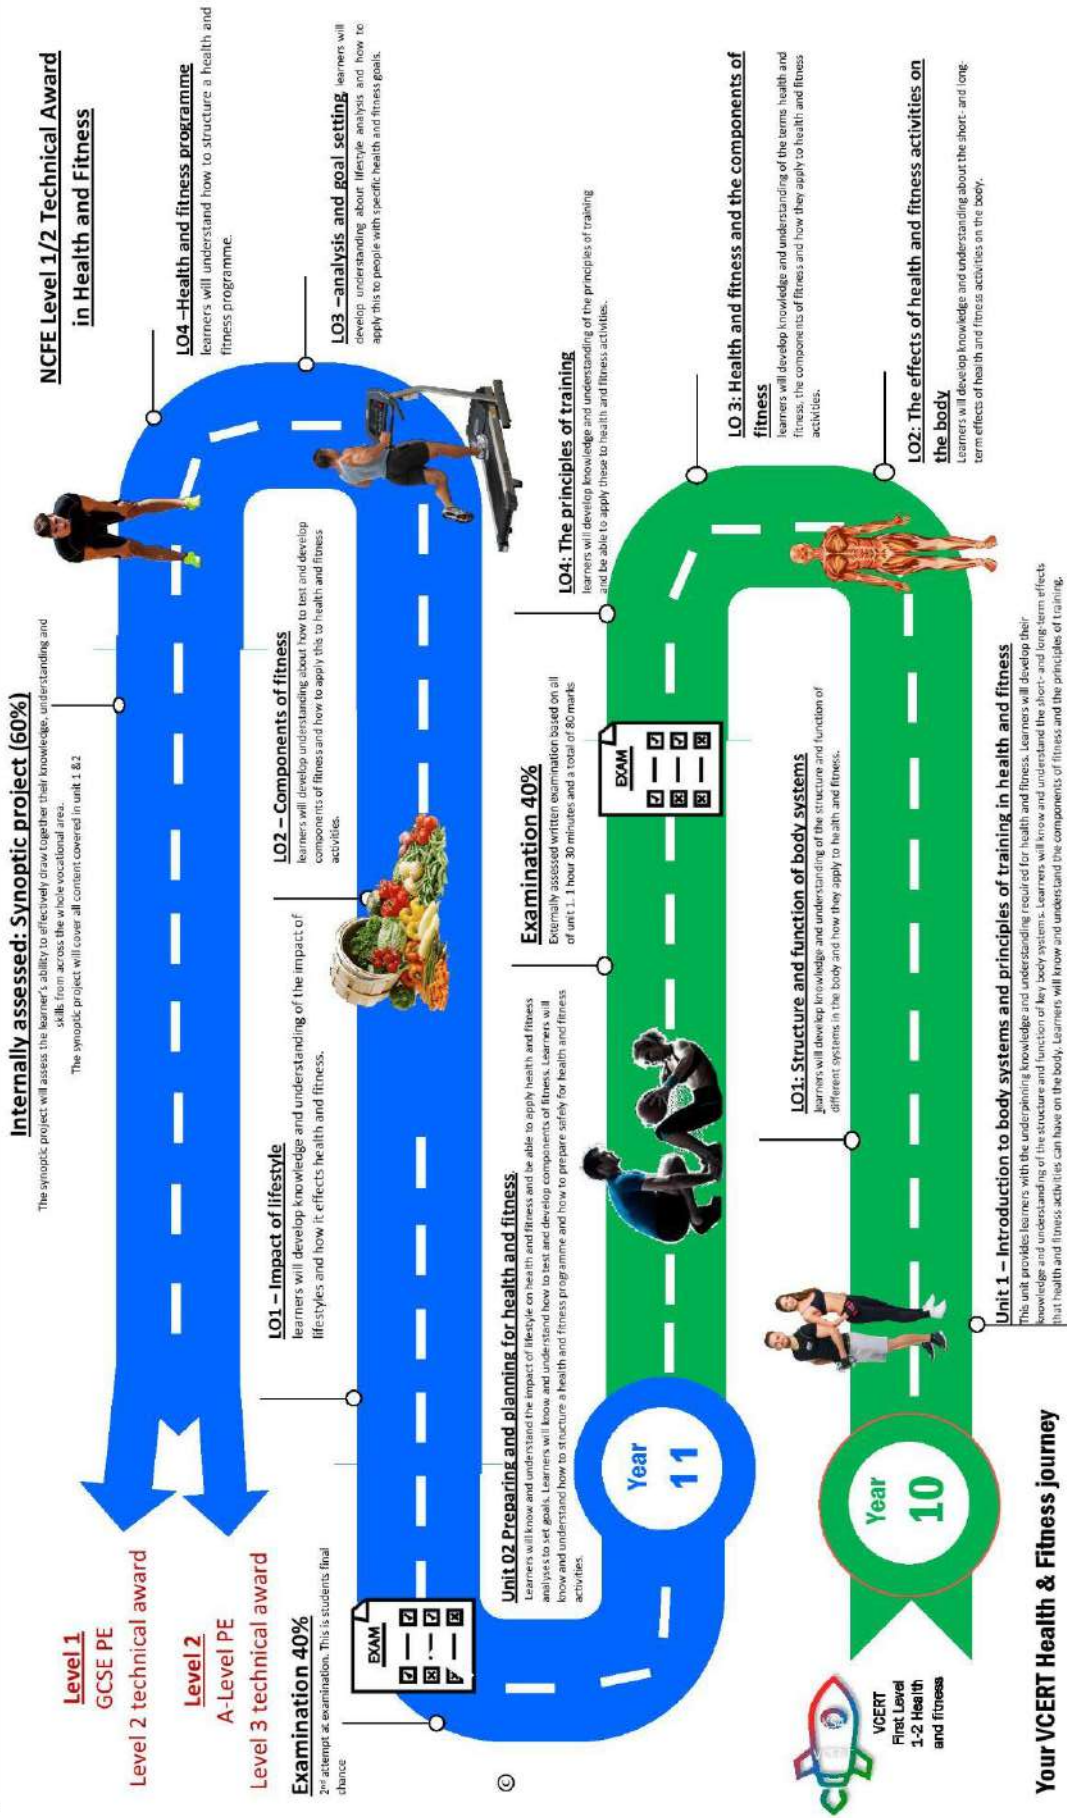 NCFE Level 1/2 Technical Award
in Health and Fitness
Internally assessed: Synoptic project (60%)
The synoptic project will assess the learner's ability to effectively draw together their knowledge, understanding and
skills from across the whole vocational area.
The synoptic project will cover all content covered in unit 1 &2
Level 1
GCSE PE
Level 2 technical award
Level 2
A-Level PE
Level 3 technical award
LO4 –Health and fitness programme
learners will understand how to structure a health and
fitness programme.
LO3 –analysis and goal setting, learners will
develop understanding about lifestyle analysis and how to
apply this to people with specific health and fitness goals.
LO2 – Components of fitness
learners will develop understanding about how to test and develop
components of fitness and how to apply this to health and fitness
activities.
LO1 – Impact of lifestyle
learners will develop knowledge and understanding of the impact of
lifestyles and how it effects health and fitness.
Examination 40%
2nd attempt at examination. This is students final
chance
EXAM
©
Unit 02 Preparing and planning for health and fitness
Learners will know and understand the impact of lifestyle on health and fitness and be able to apply health and fitness
analyses to set goals. Learners will know and understand how to test and develop components of fitness. Learners will
know and understand how to structure a health and fitness programme and how to prepare safely for health and fitness
activities.
Year
11
Examination 40%
Externally assessed written examination based on all
of unit 1. 1 hour 30 minutes and a total of 80 marks
EXAM
LO4: The principles of training
learners will develop knowledge and understanding of the principles of training
and be able to apply these to health and fitness activities.
LO 3: Health and fitness and the components of
fitness
learners will develop knowledge and understanding of the terms health and
fitness, the components of fitness and how they apply to health and fitness
activities.
LO2: The effects of health and fitness activities on
the body
Learners will develop knowledge and understanding about the short- and long-
term effects of health and fitness activities on the body.
LO1: Structure and function of body systems
learners will develop knowledge and understanding of the structure and function of
different systems in the body and how they apply to health and fitness.
Year
10
VCERT
First Level
1-2 Health
and fitness
Unit 1 – Introduction to body systems and principles of training in health and fitness
This unit provides learners with the underpinning knowledge and understanding required for health and fitness. Learners will develop their
knowledge and understanding of the structure and function of key body systems. Learners will know and understand the short- and long-term effects
that health and fitness activities can have on the body. Learners will know and understand the components of fitness and the principles of training.
Your VCERT Health & Fitness journey